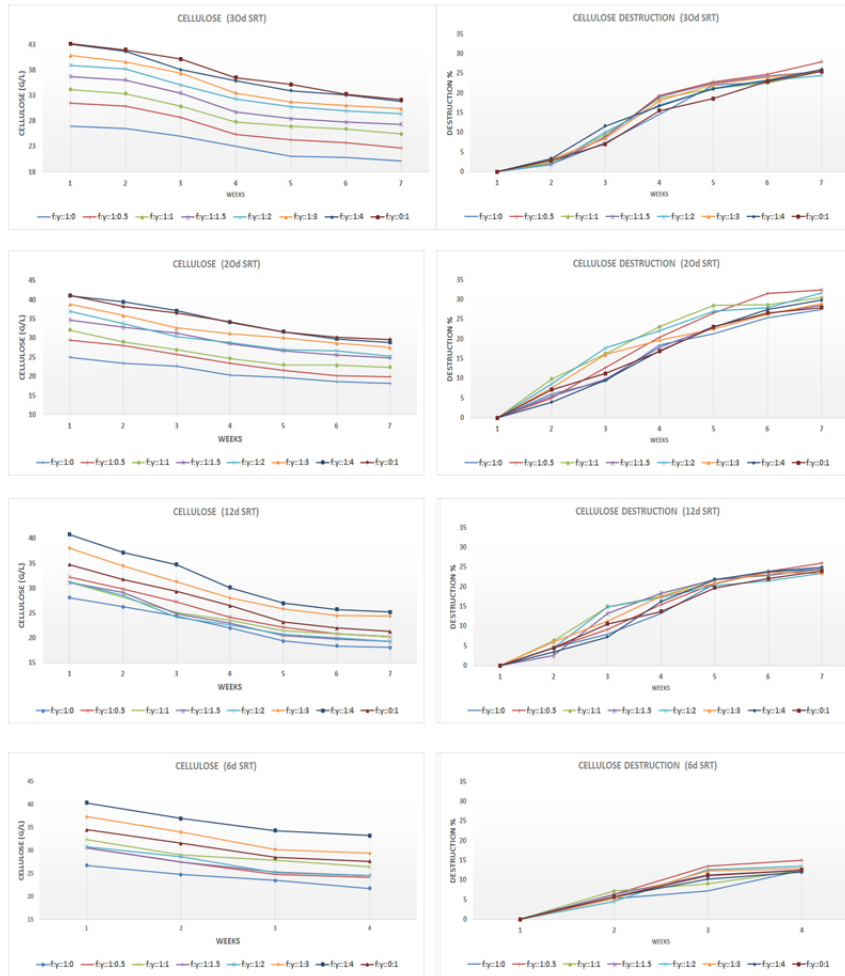 CELLULOSE (30d SRT)
CELLULOSE (G/L)
43
38
33
28
23
18
1 2 3 4 5 6 7
WEEKS
f:y::1:0 f:y::1:0.5 f:y::1:1 f:y::1:1.5 f:y::1:2 f:y::1:3 f:y::1:4 f:y::0:1
CELLULOSE DESTRUCTION (30d SRT)
DESTRUCTION %
35
30
25
20
15
10
5
0
1 2 3 4 5 6 7
WEEKS
f:y::1:0 f:y::1:0.5 f:y::1:1 f:y::1:1.5 f:y::1:2 f:y::1:3 f:y::1:4 f:y::0:1
CELLULOSE (20d SRT)
CELLULOSE (G/L)
45
40
35
30
25
20
15
10
1 2 3 4 5 6 7
WEEKS
f:y::1:0 f:y::1:0.5 f:y::1:1 f:y::1:1.5 f:y::1:2 f:y::1:3 f:y::1:4 f:y::0:1
CELLULOSE DESTRUCTION (20d SRT)
DESTRUCTION %
35
30
25
20
15
10
5
0
1 2 3 4 5 6 7
WEEKS
f:y::1:0 f:y::1:0.5 f:y::1:1 f:y::1:1.5 f:y::1:2 f:y::1:3 f:y::1:4 f:y::0:1
CELLULOSE (12d SRT)
CELLULOSE (G/L)
40
35
30
25
20
15
1 2 3 4 5 6 7
WEEKS
f:y::1:0 f:y::1:0.5 f:y::1:1 f:y::1:1.5 f:y::1:2 f:y::1:3 f:y::1:4 f:y::0:1
CELLULOSE DESTRUCTION (12d SRT)
DESTRUCTION %
35
30
25
20
15
10
5
0
1 2 3 4 5 6 7
WEEKS
f:y::1:0 f:y::1:0.5 f:y::1:1 f:y::1:1.5 f:y::1:2 f:y::1:3 f:y::1:4 f:y::0:1
CELLULOSE (6d SRT)
CELLULOSE (G/L)
45
40
35
30
25
20
15
1 2 3 4
WEEKS
f:y::1:0 f:y::1:0.5 f:y::1:1 f:y::1:1.5 f:y::1:2 f:y::1:3 f:y::1:4 f:y::0:1
CELLULOSE DESTRUCTION (6d SRT)
DESTRUCTION %
35
30
25
20
15
10
5
0
1 2 3 4
WEEKS
f:y::1:0 f:y::1:0.5 f:y::1:1 f:y::1:1.5 f:y::1:2 f:y::1:3 f:y::1:4 f:y::0:1